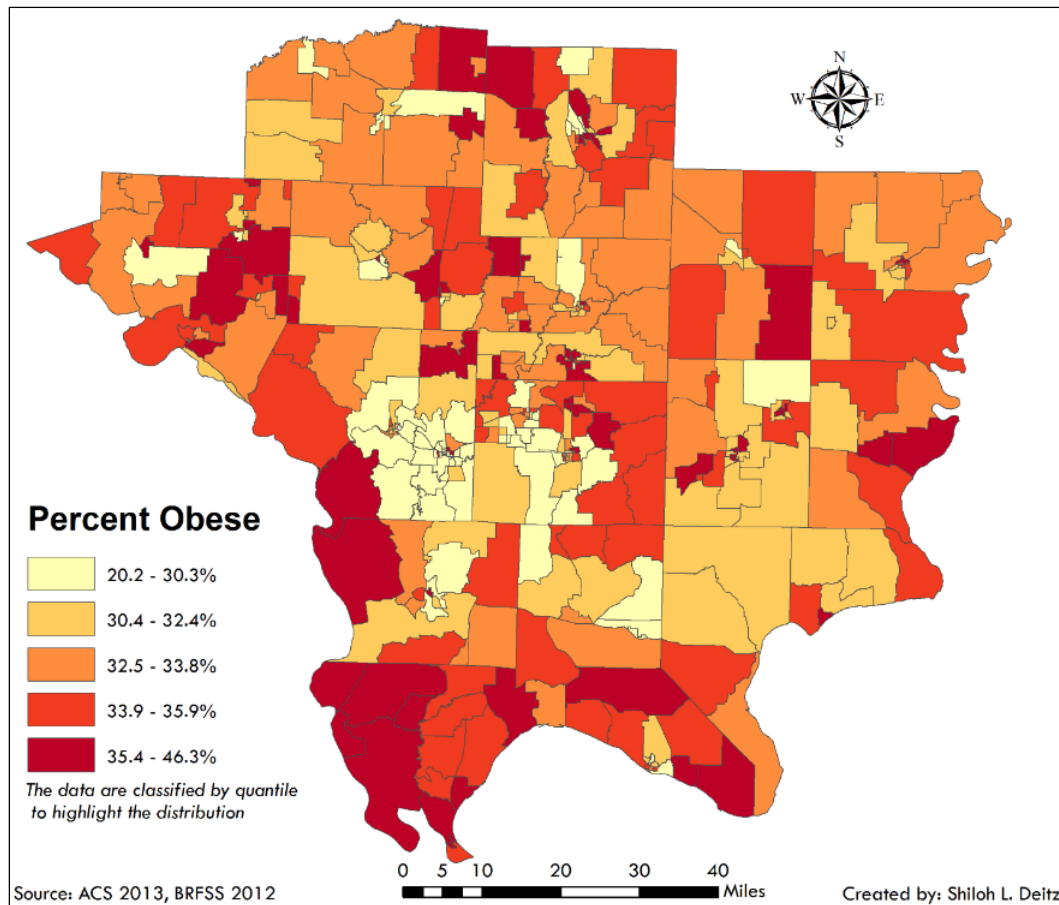 N
W E
S
Percent Obese
20.2 - 30.3%
30.4 - 32.4%
32.5 - 33.8%
33.9 - 35.9%
35.4 - 46.3%
The data are classified by quantile
to highlight the distribution
0 5 10 20 30 40
Miles
Source: ACS 2013, BRFSS 2012
Created by: Shiloh L. Deitz